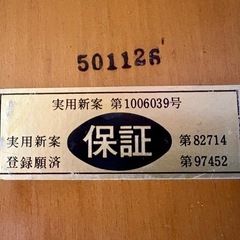 501126
実用新案 第1006039号
実用新案 保証 第82714
登録願済 第97452